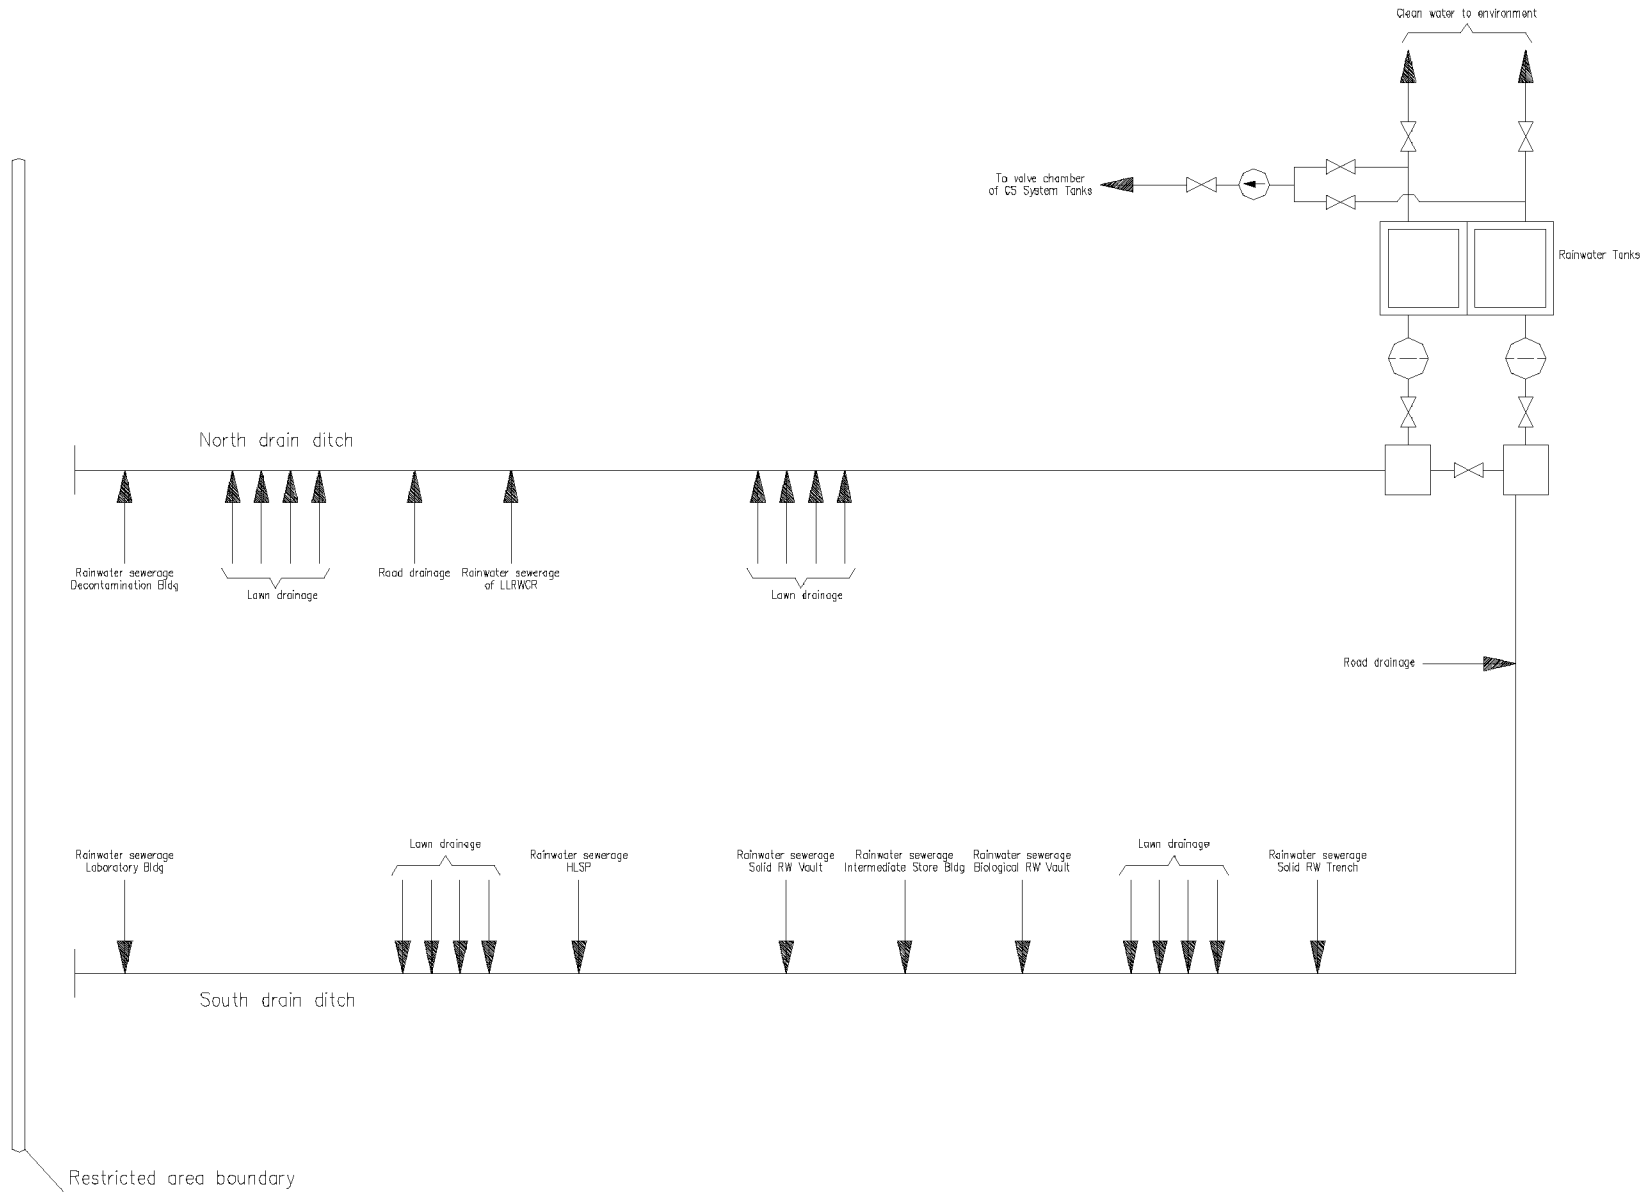 Clean water to environment
To valve chamber
of C5 System Tanks
Rainwater Tanks
North drain ditch
Rainwater sewerage
Decontamination Bldg
Lawn drainage
Road drainage
Rainwater sewerage
of LLRWCR
Lawn drainage
Road drainage
Rainwater sewerage
Laboratory Bldg
Lawn drainage
Rainwater sewerage
HLSP
Rainwater sewerage
Solid RW Vault
Rainwater sewerage
Intermediate Store Bldg
Rainwater sewerage
Biological RW Vault
Lawn drainage
Rainwater sewerage
Solid RW Trench
South drain ditch
Restricted area boundary